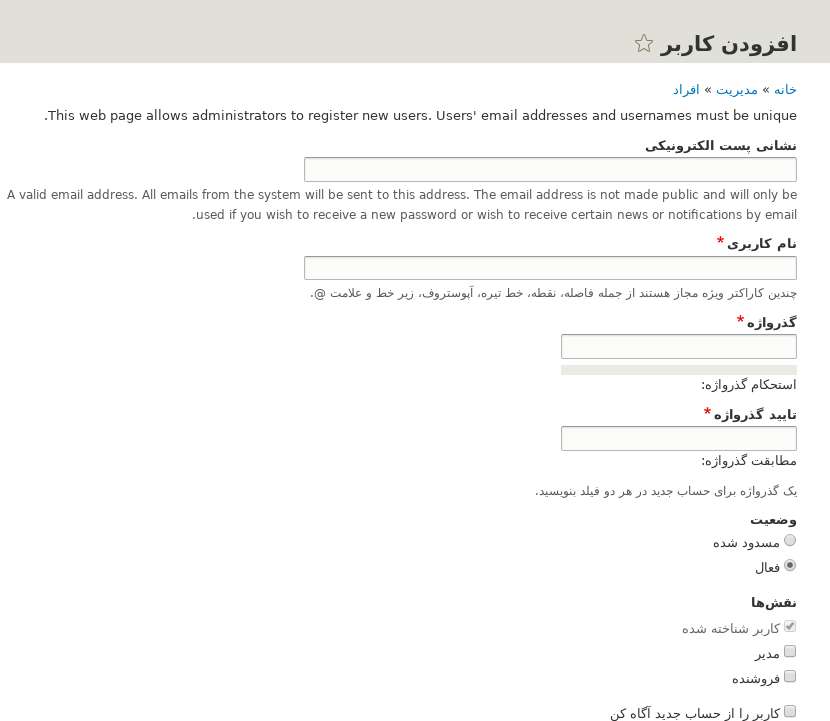 افزودن کاربر
خانه » مدیریت » افراد
This web page allows administrators to register new users. Users' email addresses and usernames must be unique.
نشانی پست الکترونیکی
A valid email address. All emails from the system will be sent to this address. The email address is not made public and will only be
used if you wish to receive a new password or wish to receive certain news or notifications by email.
نام کاربری *
چندین کاراکتر ویژه مجاز هستند از جمله فاصله، نقطه، خط تیره، آپوستروف، زیر خط و علامت @.
گذرواژه *
استحکام گذرواژه:
تایید گذرواژه *
مطابقت گذرواژه:
یک گذرواژه برای حساب جدید در هر دو فیلد بنویسید.
وضعیت
مسدود شده
فعال
نقش‌ها
کاربر شناخته شده
مدیر
فروشنده
کاربر را از حساب جدید آگاه کن